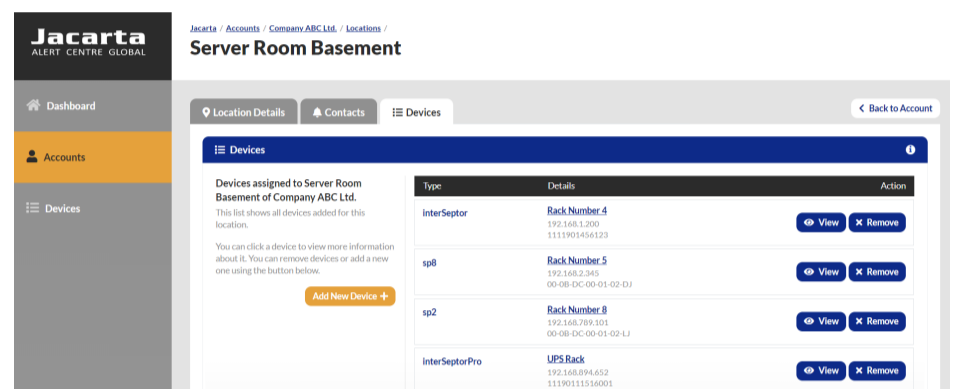 Jacarta
ALERT CENTRE GLOBAL
Jacarta / Accounts / Company ABC Ltd. / Locations /
Server Room Basement
Dashboard
Accounts
Devices
Location Details
Contacts
Devices
Back to Account
Devices
Devices assigned to Server Room
Basement of Company ABC Ltd.
This list shows all devices added for this
location.
You can click a device to view more information
about it. You can remove devices or add a new
one using the button below.
Add New Device +
Type Details Action
interSeptor Rack Number 4
192.168.1.200
1111901456123
View Remove
sp8 Rack Number 5
192.168.2.345
00-0B-DC-00-01-02-DJ
View Remove
sp2 Rack Number 8
192.168.789.101
00-0B-DC-00-01-02-LJ
View Remove
interSeptorPro UPS Rack
192.168.894.652
11190111516001
View Remove